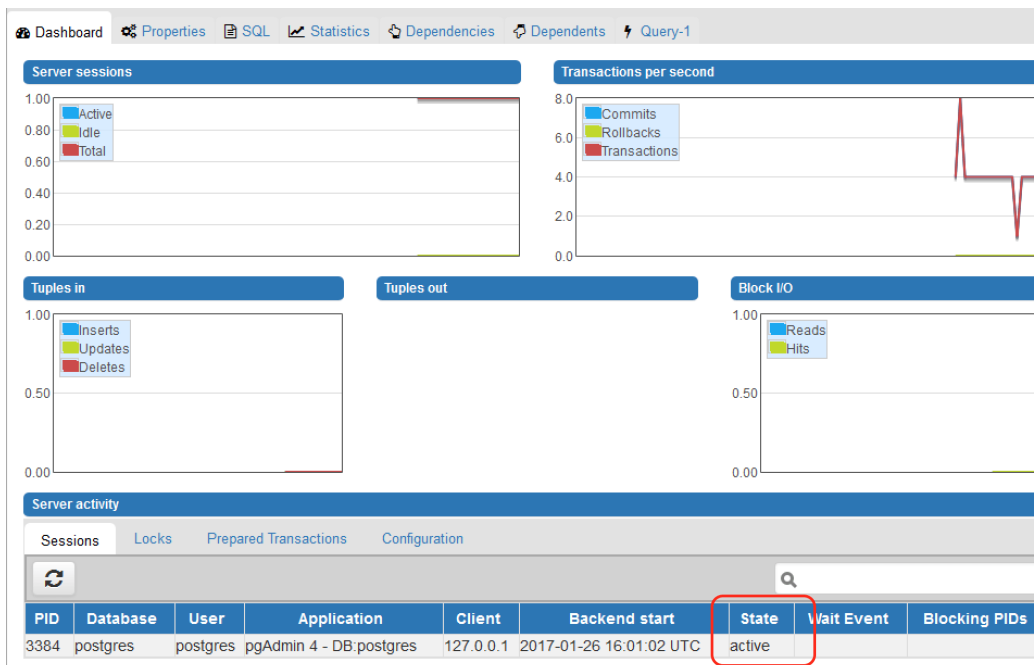 Dashboard Properties SQL Statistics Dependencies Dependents Query-1
Server sessions
1.00
0.80
0.60
0.40
0.20
0.00
Active
Idle
Total
Transactions per second
8.0
6.0
4.0
2.0
0.0
Commits
Rollbacks
Transactions
Tuples in
1.00
0.50
0.00
Inserts
Updates
Deletes
Tuples out
Block I/O
1.00
0.50
0.00
Reads
Hits
Server activity
Sessions Locks Prepared Transactions Configuration
PID Database User Application Client Backend start State Wait Event Blocking PIDs
3384 postgres postgres pgAdmin 4 - DB:postgres 127.0.0.1 2017-01-26 16:01:02 UTC active